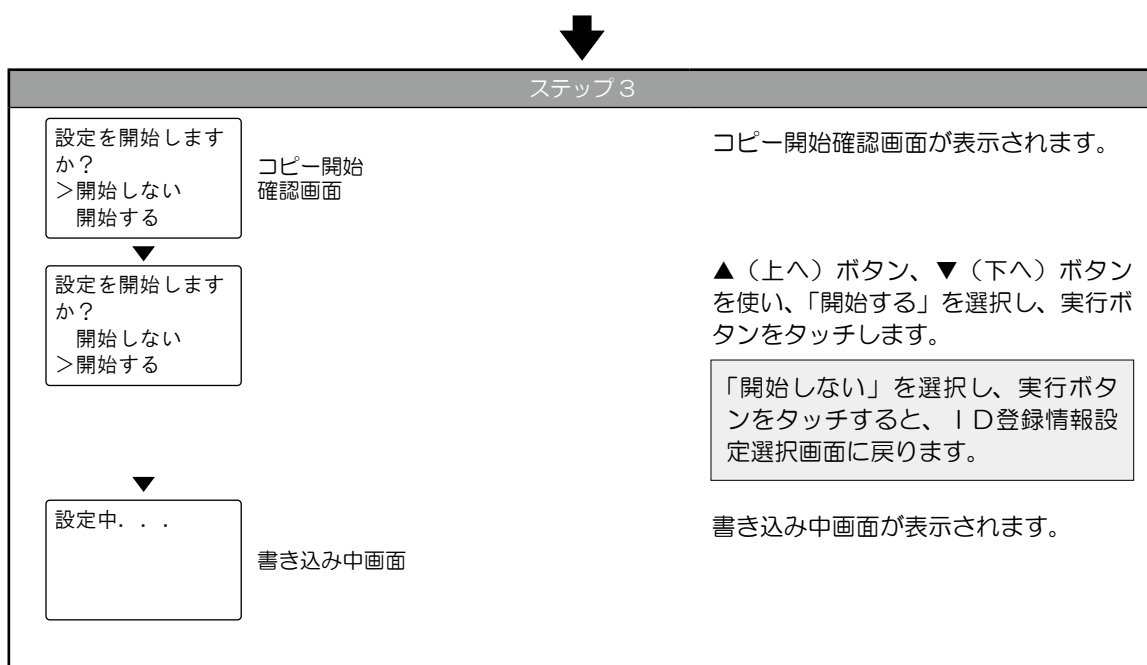 ステップ3
設定を開始します
か?
>開始しない
開始する
コピー開始
確認画面
コピー開始確認画面が表示されます。
▼
設定を開始します
か?
開始しない
>開始する
▲(上へ)ボタン、▼(下へ)ボタン
を使い、「開始する」を選択し、実行ボ
タンをタッチします。
「開始しない」を選択し、実行ボタ
ンをタッチすると、ID登録情報設
定選択画面に戻ります。
▼
設定中...
書き込み中画面
書き込み中画面が表示されます。